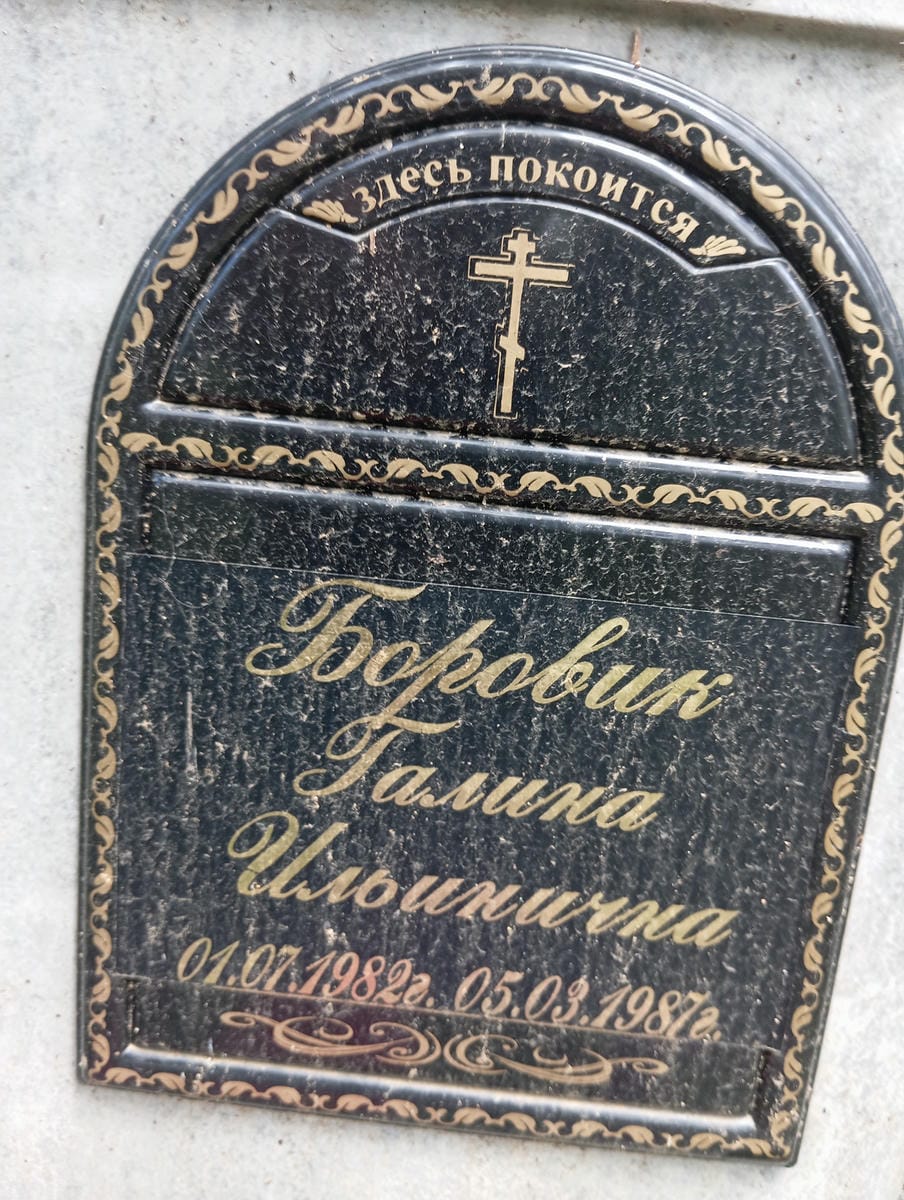 здесь покоится
Боровик
Галина
Ильинична
01.07.1982г. 05.03.1987г.